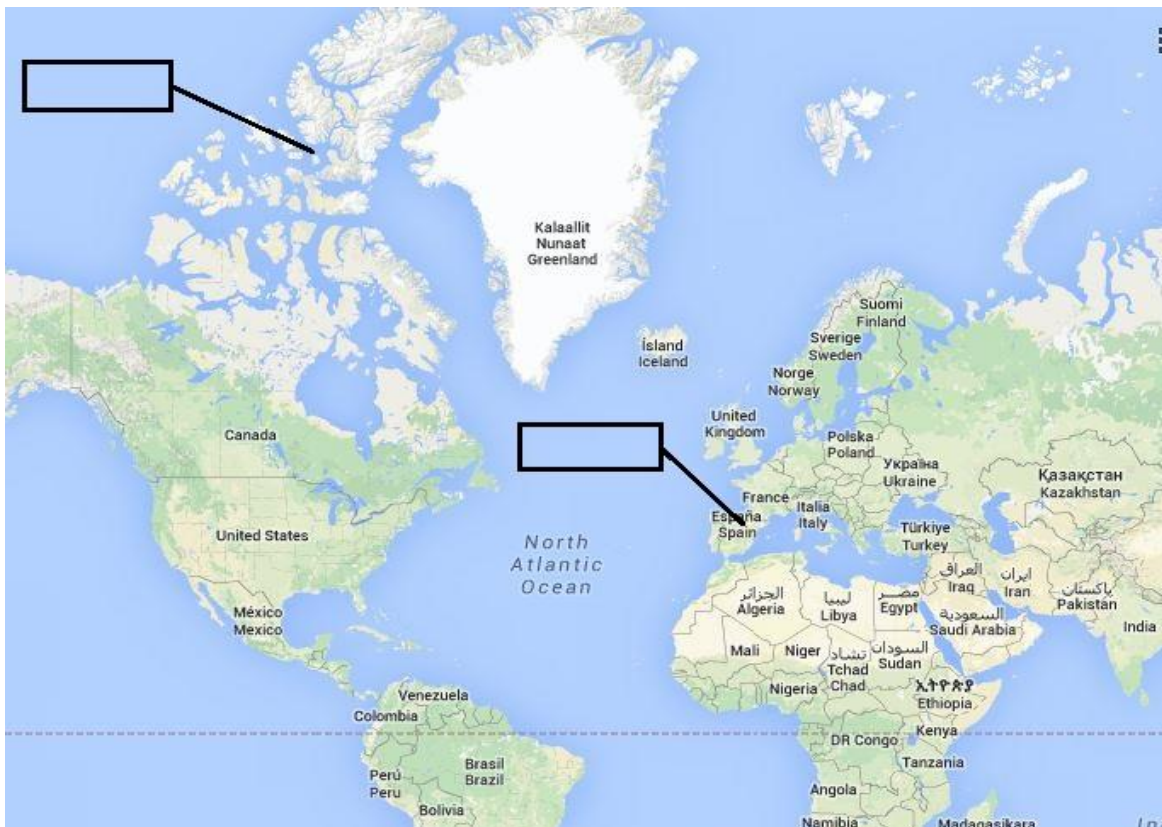 Kalaallit
Nunaat
Greenland
Suomi
Finland
Ísland
Iceland
Sverige
Sweden
Norge
Norway
United
Kingdom
Canada
Polska
Poland
Україна
Ukraine
Қазақстан
Kazakhstan
France
Italia
Italy
España
Spain
United States
Türkiye
Turkey
North
Atlantic
Ocean
العراق
Iraq
ایران
Iran
پاکستان
Pakistan
الجزائر
Algeria
ليبيا
Libya
مصر
Egypt
السعودية
Saudi Arabia
México
Mexico
India
Mali
Niger
تشاد
Tchad
Chad
السودان
Sudan
Nigeria
ኢትዮጵያ
Ethiopia
Venezuela
Colombia
DR Congo
Kenya
Tanzania
Perú
Peru
Brasil
Brazil
Angola
Bolivia
Namibia
Madagasikara
In